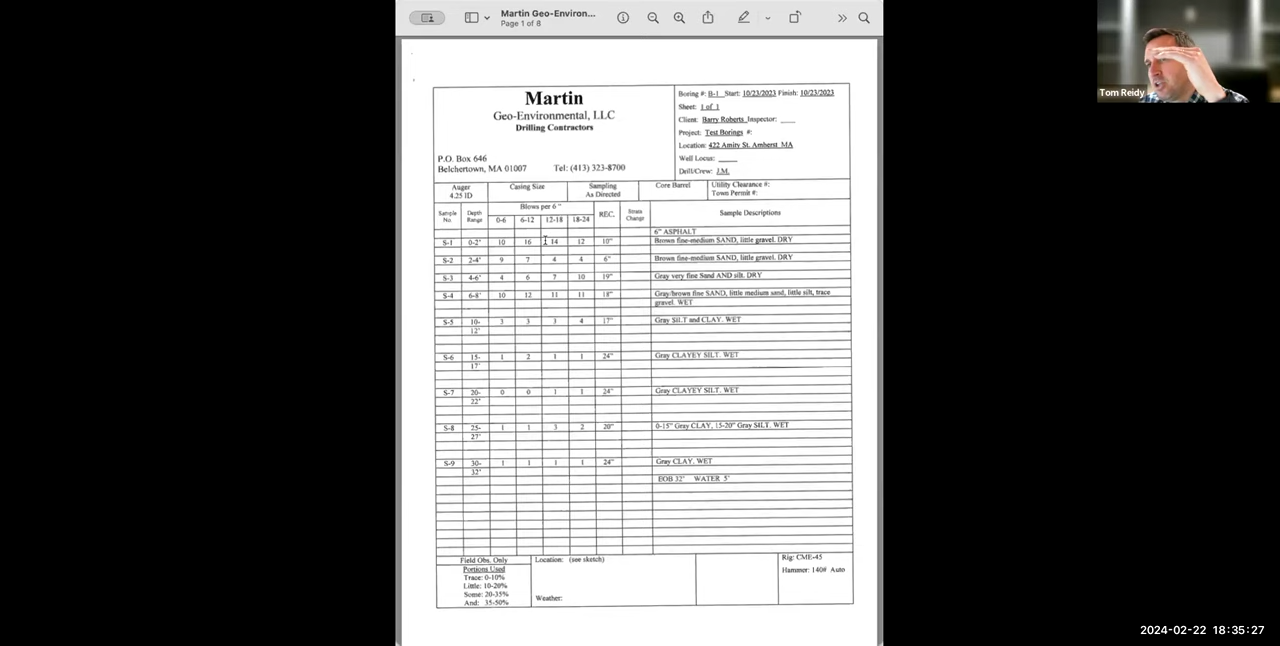 Martin Geo-Environ...
Page 1 of 8
Tom Reidy
Martin
Geo-Environmental, LLC
Drilling Contractors
P.O. Box 646
Belchertown, MA 01007 Tel: (413) 323-8700
Boring #: B-1 Start: 10/23/2023 Finish: 10/23/2023
Sheet: 1 of 1
Client: Barry Roberts Inspector: ____
Project: Test Borings #:
Location: 422 Amity St. Amherst MA
Well Locus: ____
Drill/Crew: J.M.
Auger 4.25 ID Casing Size Sampling As Directed Core Barrel Utility Clearance #: Town Permit #:
Sample No. Depth Range Blows per 6 " REC. Strata Change Sample Descriptions
0-6 6-12 12-18 18-24
6" ASPHALT
S-1 0-2' 10 16 14 12 10" Brown fine-medium SAND, little gravel. DRY
S-2 2-4' 9 7 4 4 6" Brown fine-medium SAND, little gravel. DRY
S-3 4-6' 4 6 7 10 19" Gray very fine Sand AND silt. DRY
S-4 6-8' 10 12 11 11 18" Gray/brown fine SAND, little medium sand, little silt, trace
gravel. WET
S-5 10- 3 3 3 4 17" Gray SILT and CLAY. WET
12'
S-6 15- 1 2 1 1 24" Gray CLAYEY SILT. WET
17'
S-7 20- 0 0 1 1 24" Gray CLAYEY SILT. WET
22'
S-8 25- 1 1 3 2 20" 0-15" Gray CLAY, 15-20" Gray SILT. WET
27'
S-9 30- 1 1 1 1 24" Gray CLAY. WET
32'
EOB 32' WATER 5'
Field Obs. Only
Portions Used
Trace: 0-10%
Little: 10-20%
Some: 20-35%
And: 35-50%
Location: (see sketch)
Weather:
Rig: CME-45
Hammer: 140# Auto
2024-02-22 18:35:27